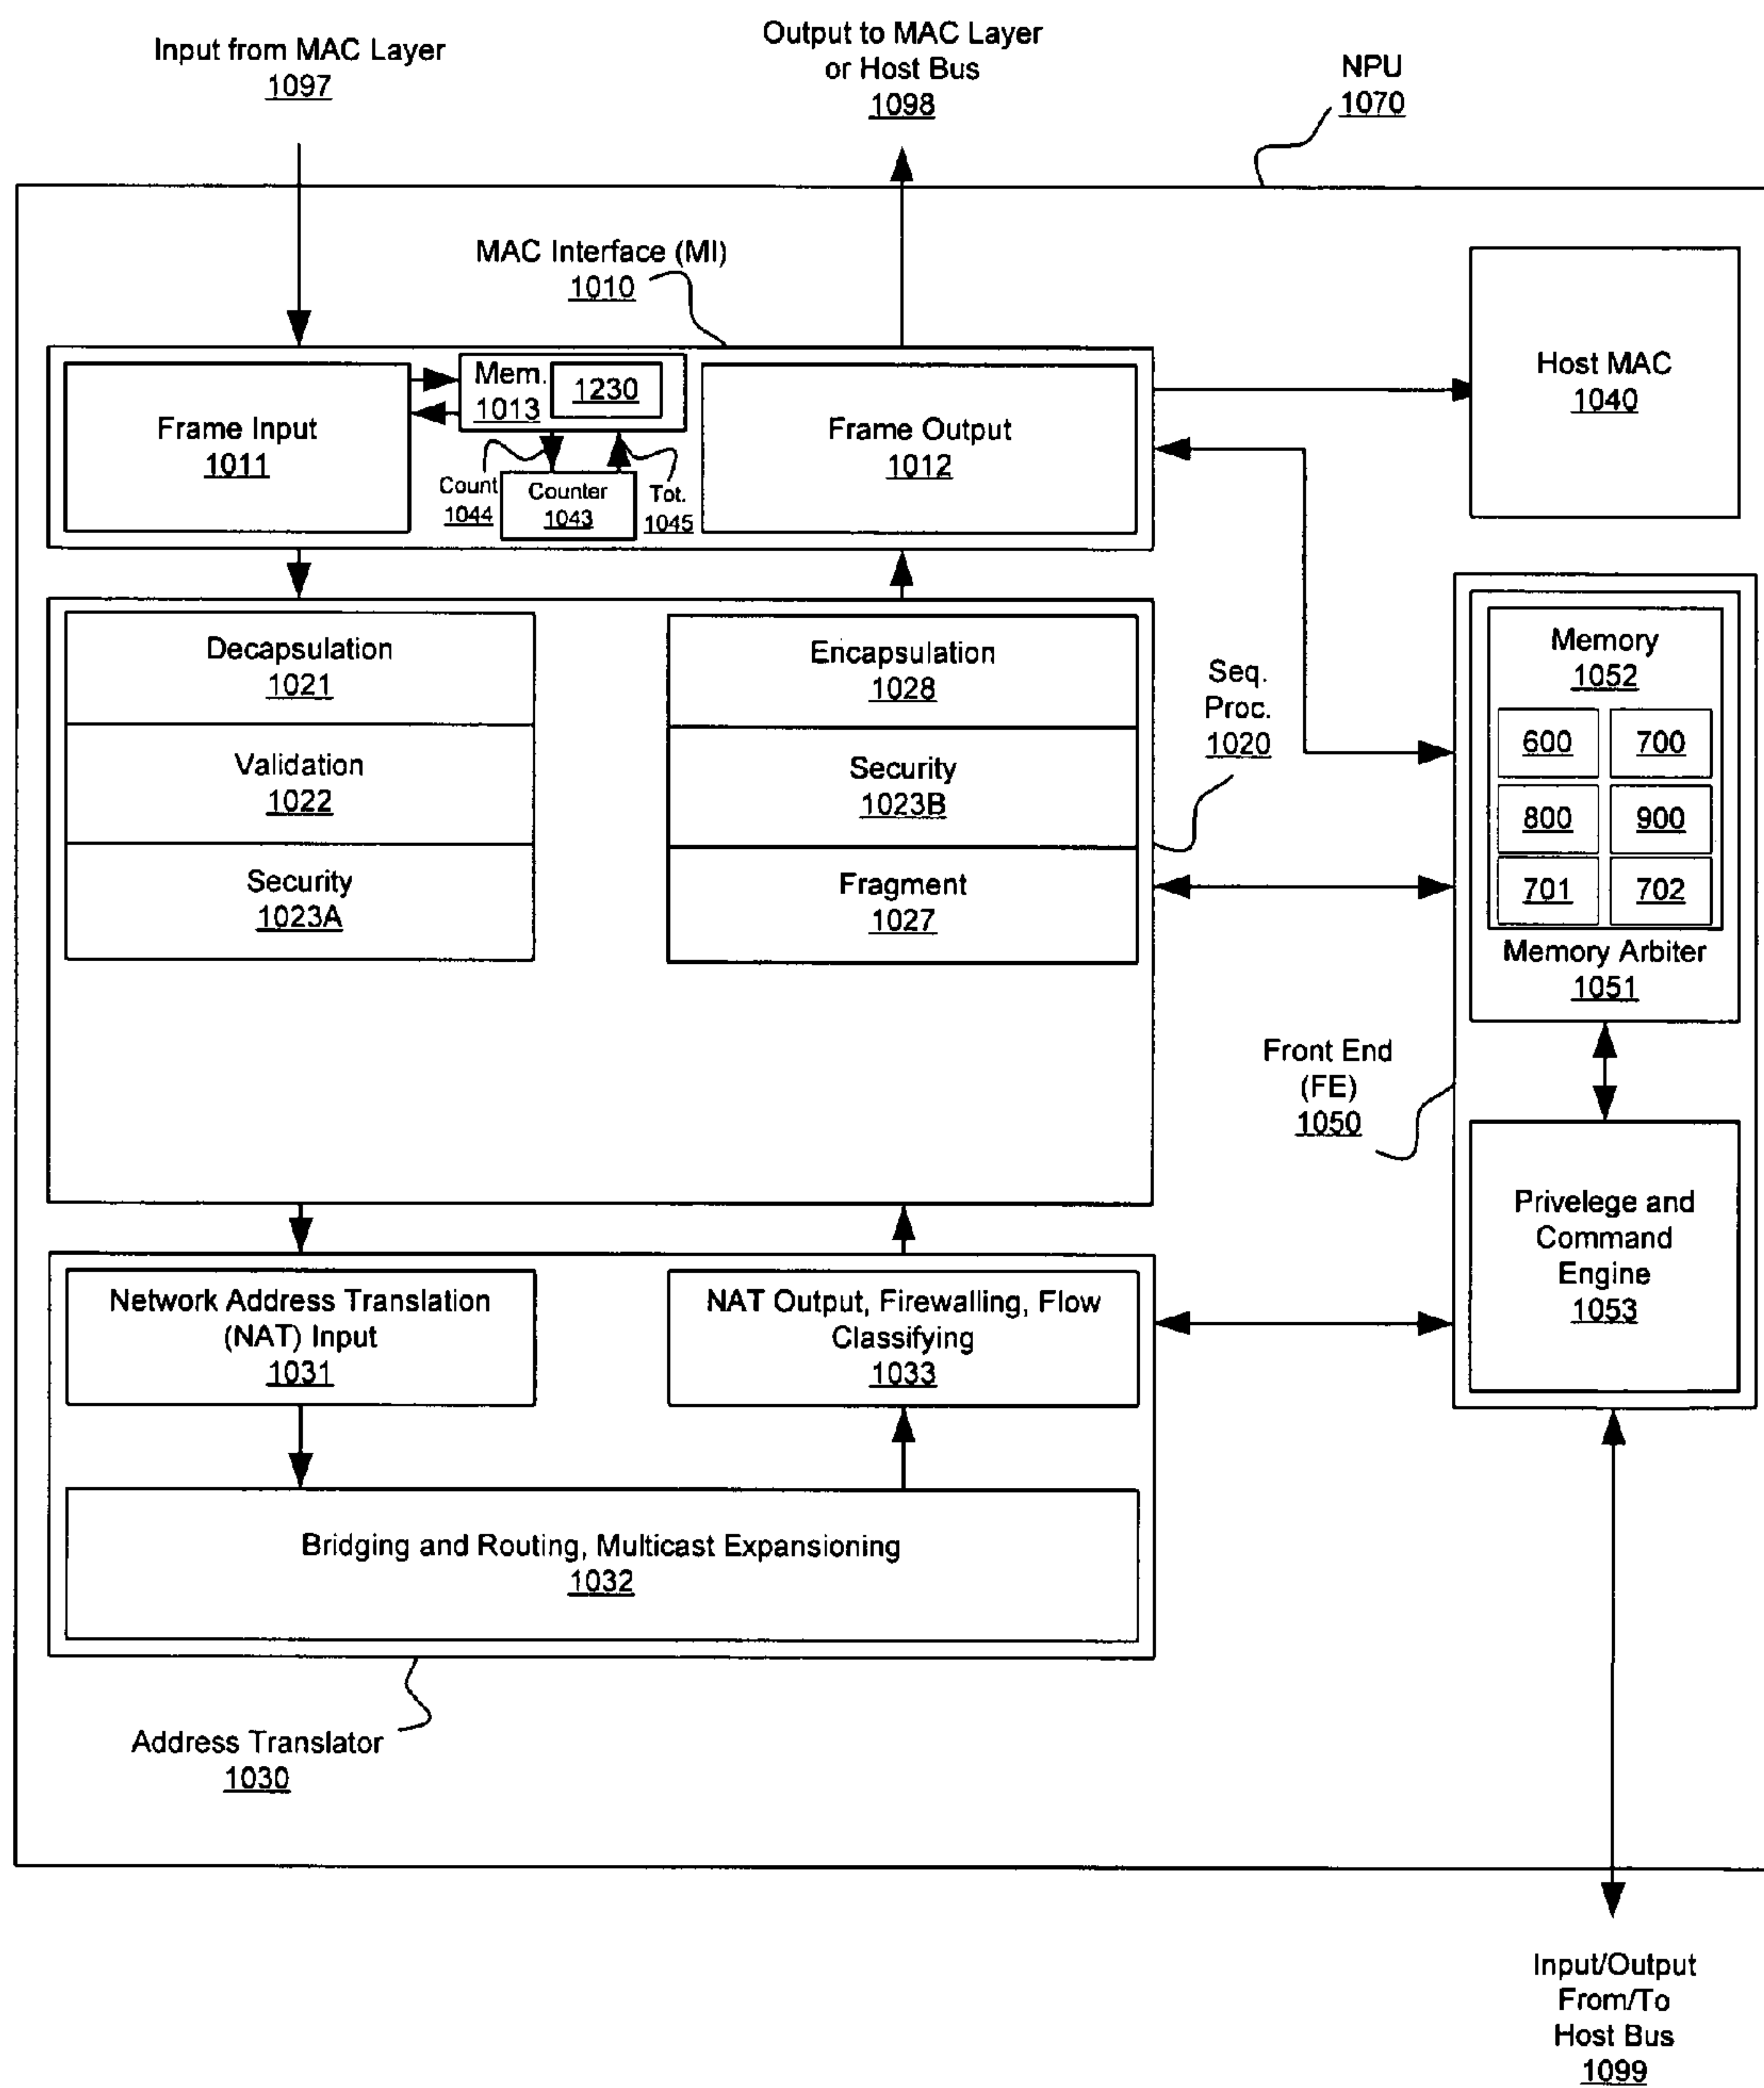 Input from MAC Layer
1097
Output to MAC Layer
or Host Bus
1098
NPU
1070
MAC Interface (MI)
1010
Frame Input
1011
Mem.
1013
1230
Count
1044
Counter
1043
Tot.
1045
Frame Output
1012
Host MAC
1040
Decapsulation
1021
Validation
1022
Security
1023A
Encapsulation
1028
Security
1023B
Fragment
1027
Seq.
Proc.
1020
Memory
1052
600
700
800
900
701
702
Memory Arbiter
1051
Front End
(FE)
1050
Privelege and
Command
Engine
1053
Network Address Translation
(NAT) Input
1031
NAT Output, Firewalling, Flow
Classifying
1033
Bridging and Routing, Multicast Expansioning
1032
Address Translator
1030
Input/Output
From/To
Host Bus
1099